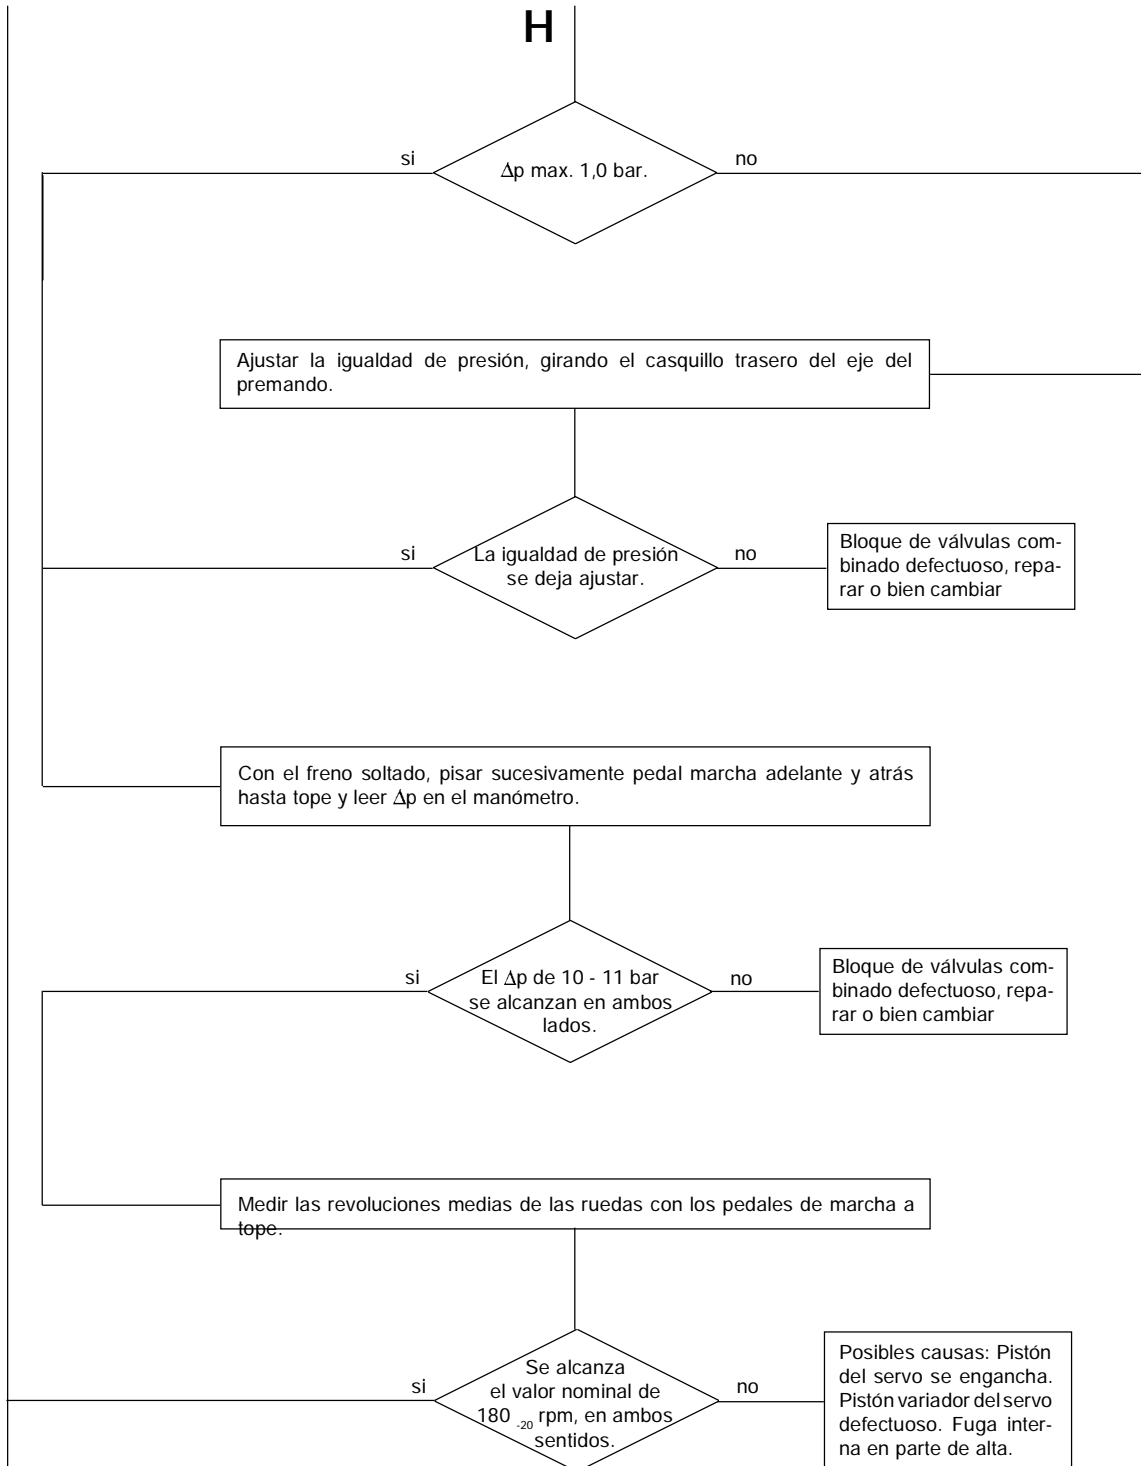 H
si
Δp max. 1,0 bar.
no
Ajustar la igualdad de presión, girando el casquillo trasero del eje del
premando.
si
La igualdad de presión
se deja ajustar.
no
Bloque de válvulas com-
binado defectuoso, repa-
rar o bien cambiar
Con el freno soltado, pisar sucesivamente pedal marcha adelante y atrás
hasta tope y leer Δp en el manómetro.
si
El Δp de 10 - 11 bar
se alcanzan en ambos
lados.
no
Bloque de válvulas com-
binado defectuoso, repa-
rar o bien cambiar
Medir las revoluciones medias de las ruedas con los pedales de marcha a
tope.
si
Se alcanza
el valor nominal de
180 -20 rpm, en ambos
sentidos.
no
Posibles causas: Pistón
del servo se engancha.
Pistón variador del servo
defectuoso. Fuga inter-
na en parte de alta.